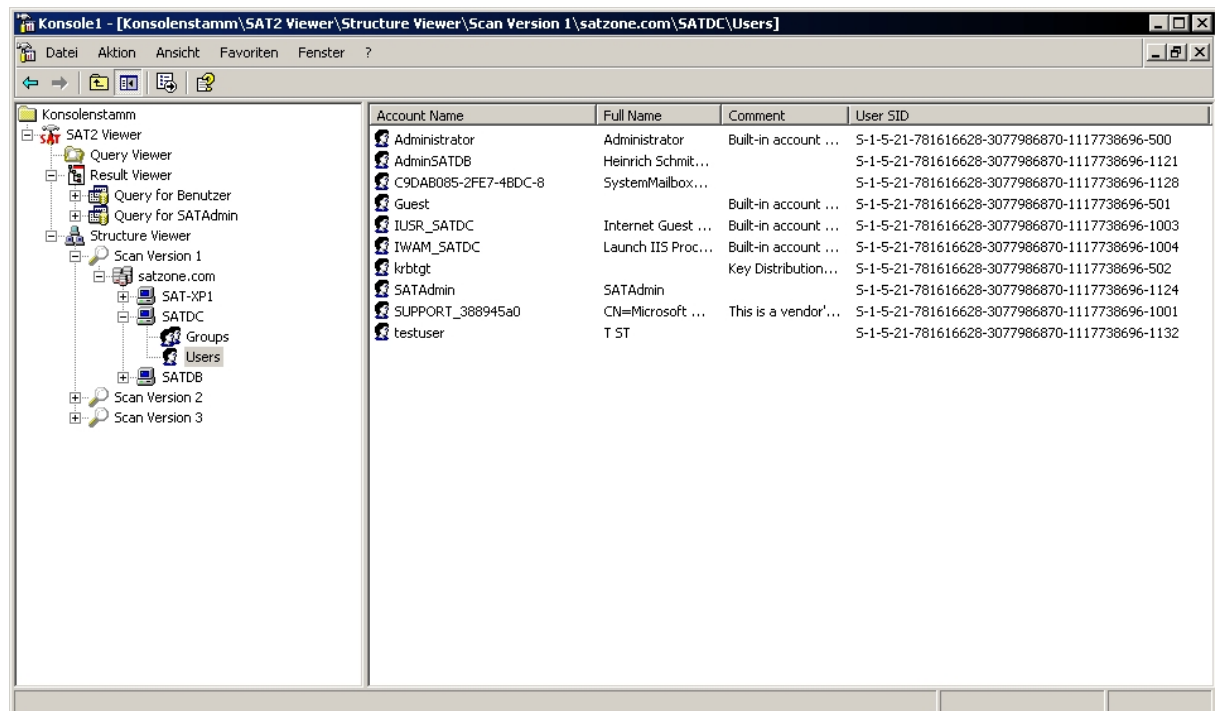 Konsole1 - [Konsolenstamm\SAT2 Viewer\Structure Viewer\Scan Version 1\satzone.com\SATDC\Users]
Datei Aktion Ansicht Favoriten Fenster ?
Konsolenstamm
SAT2 Viewer
Query Viewer
Result Viewer
Query for Benutzer
Query for SATAdmin
Structure Viewer
Scan Version 1
satzone.com
SAT-XP1
SATDC
Groups
Users
SATDB
Scan Version 2
Scan Version 3
Account Name Full Name Comment User SID
Administrator Administrator Built-in account ... S-1-5-21-781616628-3077986870-1117738696-500
AdminSATDB Heinrich Schmit... S-1-5-21-781616628-3077986870-1117738696-1121
C9DAB085-2FE7-4BDC-8 SystemMailbox... S-1-5-21-781616628-3077986870-1117738696-1128
Guest Built-in account ... S-1-5-21-781616628-3077986870-1117738696-501
IUSR_SATDC Internet Guest ... Built-in account ... S-1-5-21-781616628-3077986870-1117738696-1003
IWAM_SATDC Launch IIS Proc... Built-in account ... S-1-5-21-781616628-3077986870-1117738696-1004
krbtgt Key Distribution... S-1-5-21-781616628-3077986870-1117738696-502
SATAdmin SATAdmin S-1-5-21-781616628-3077986870-1117738696-1124
SUPPORT_388945a0 CN=Microsoft ... This is a vendor'... S-1-5-21-781616628-3077986870-1117738696-1001
testuser T ST S-1-5-21-781616628-3077986870-1117738696-1132